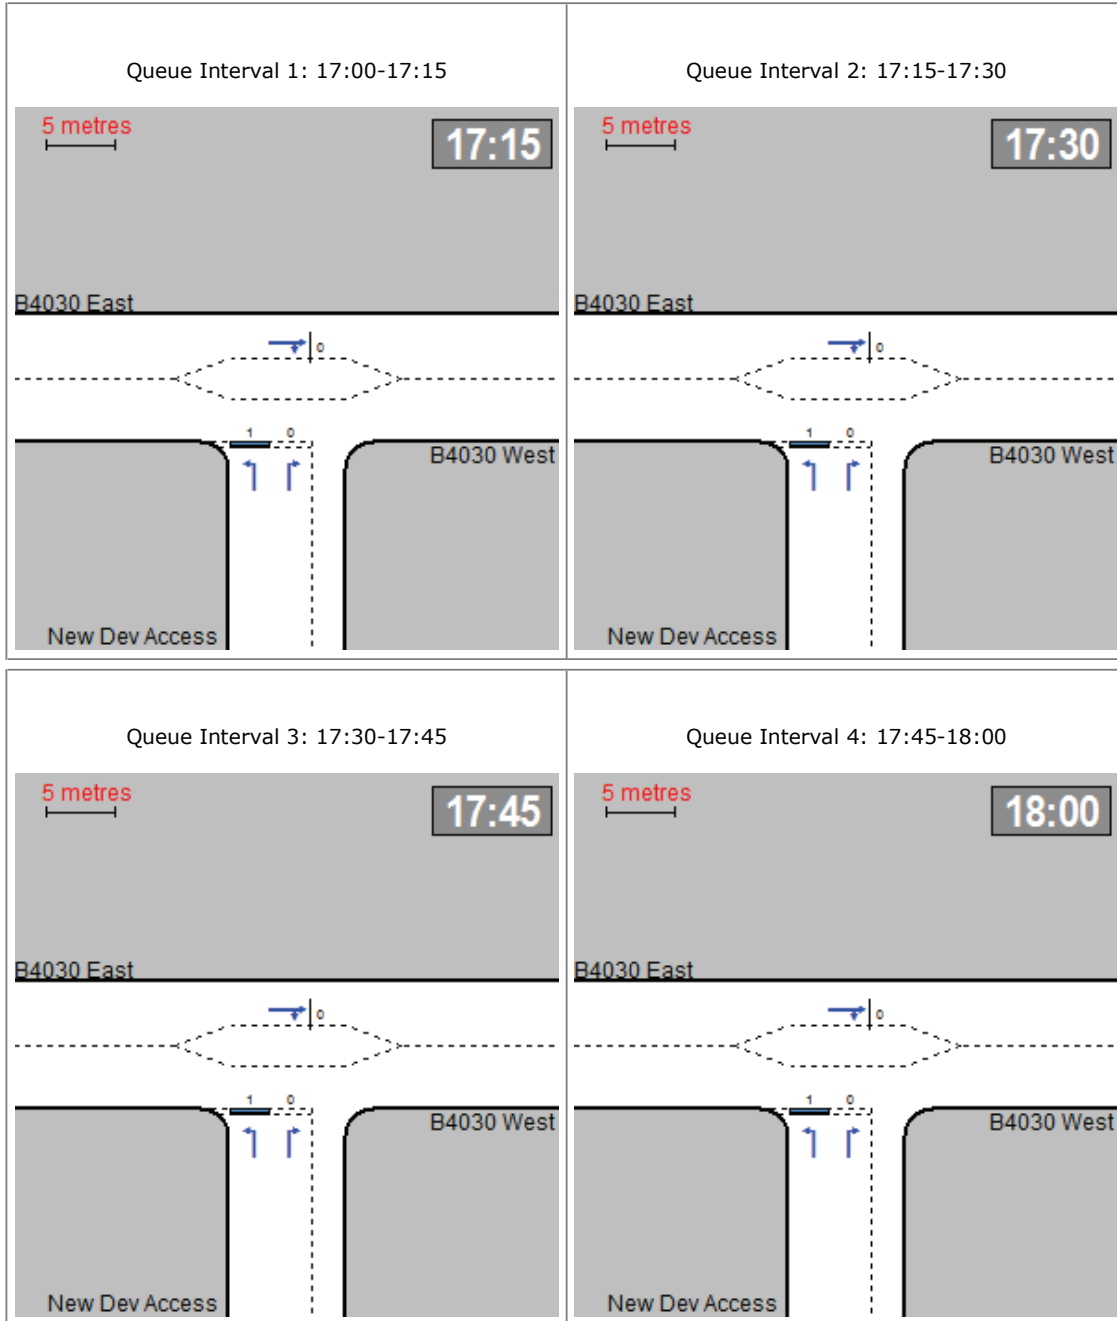 Queue Interval 1: 17:00-17:15
5 metres
17:15
B4030 East
0
1 0
B4030 West
New Dev Access
Queue Interval 2: 17:15-17:30
5 metres
17:30
B4030 East
0
1 0
B4030 West
New Dev Access
Queue Interval 3: 17:30-17:45
5 metres
17:45
B4030 East
0
1 0
B4030 West
New Dev Access
Queue Interval 4: 17:45-18:00
5 metres
18:00
B4030 East
0
1 0
B4030 West
New Dev Access